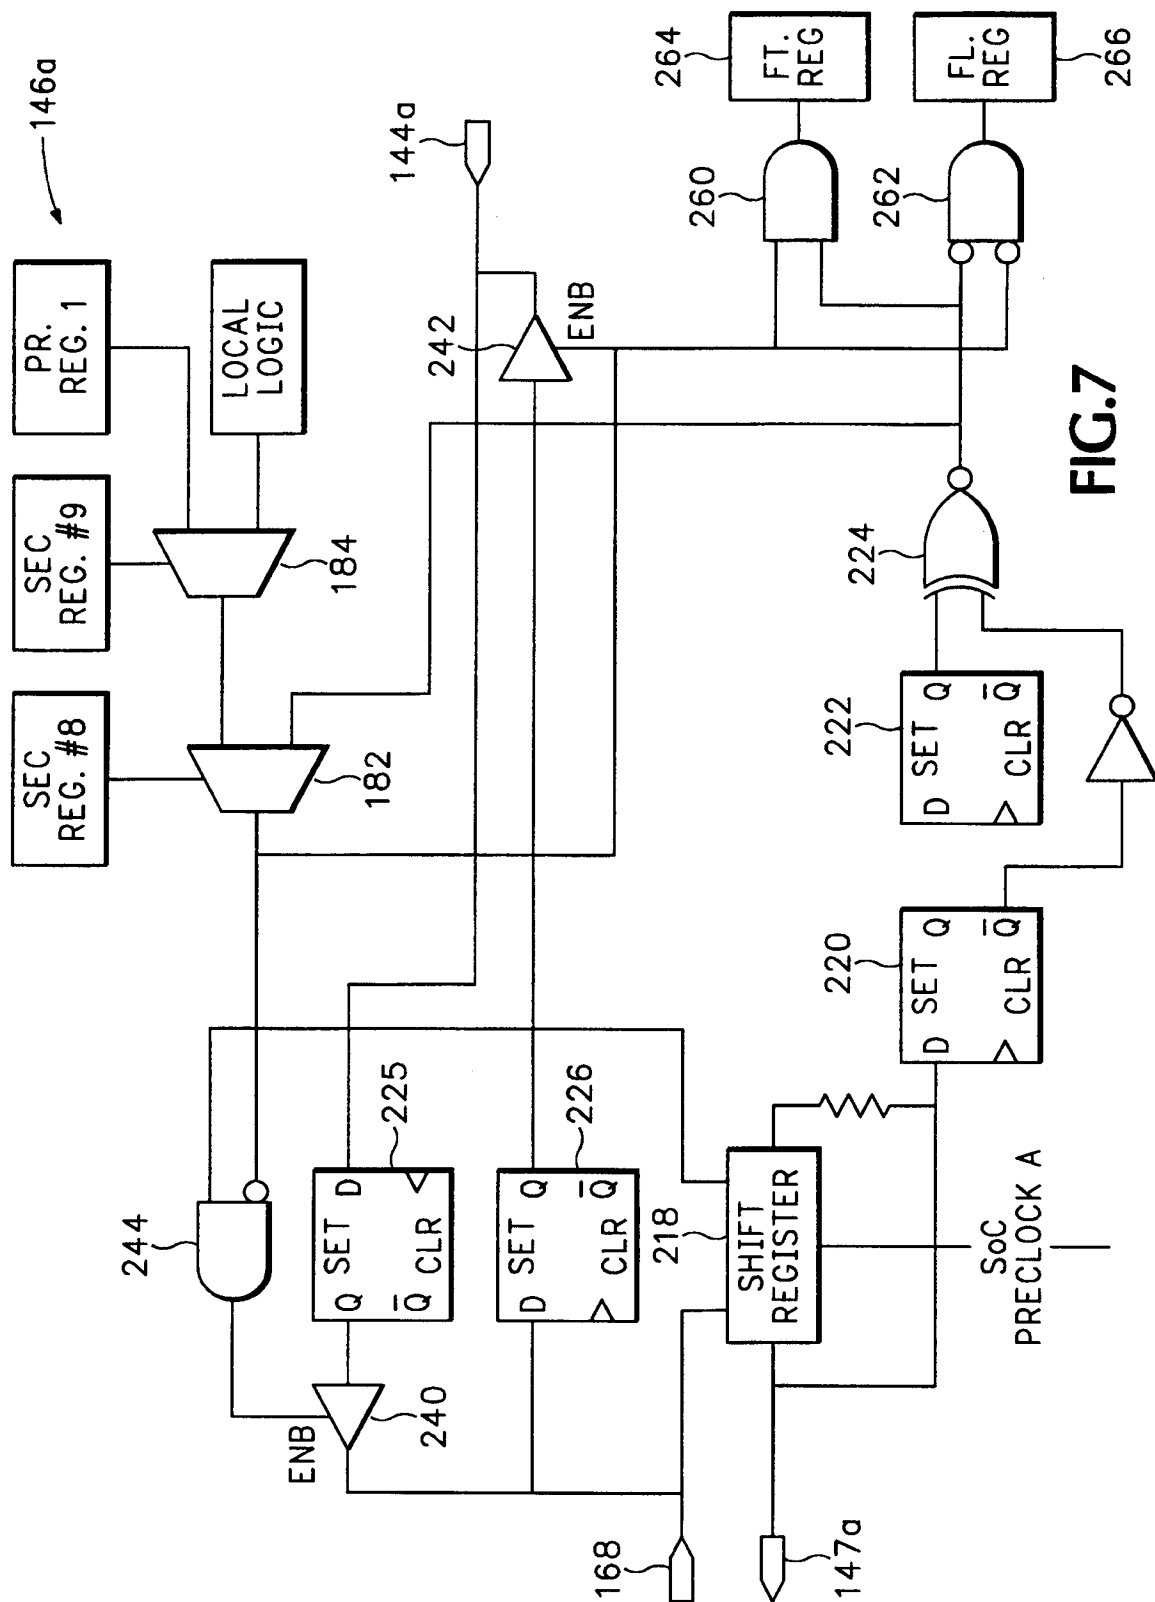 146a
PR.
REG. 1
LOCAL
LOGIC
SEC
REG. #9
184
SEC
REG. #8
182
144a
242
ENB
244
ENB
240
Q SET D
Q CLR
225
D SET Q
CLR Q
226
168
147a
218
SHIFT
REGISTER
SoC
PRECLOCK A
220
D SET Q
CLR Q
222
D SET Q
CLR Q
224
260
262
264
FT.
REG
FL.
REG
266
FIG.7